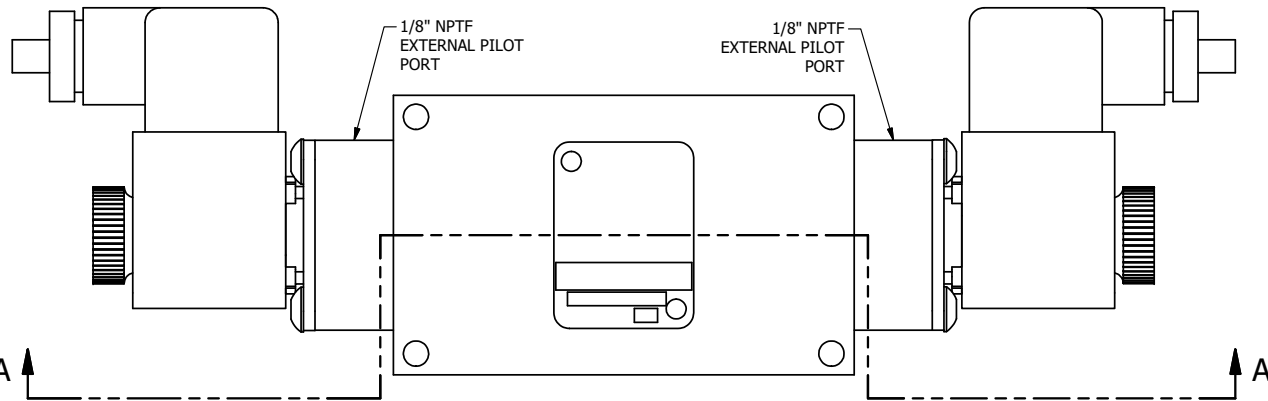 1/8" NPTF
EXTERNAL PILOT
PORT
1/8" NPTF
EXTERNAL PILOT
PORT
A
A